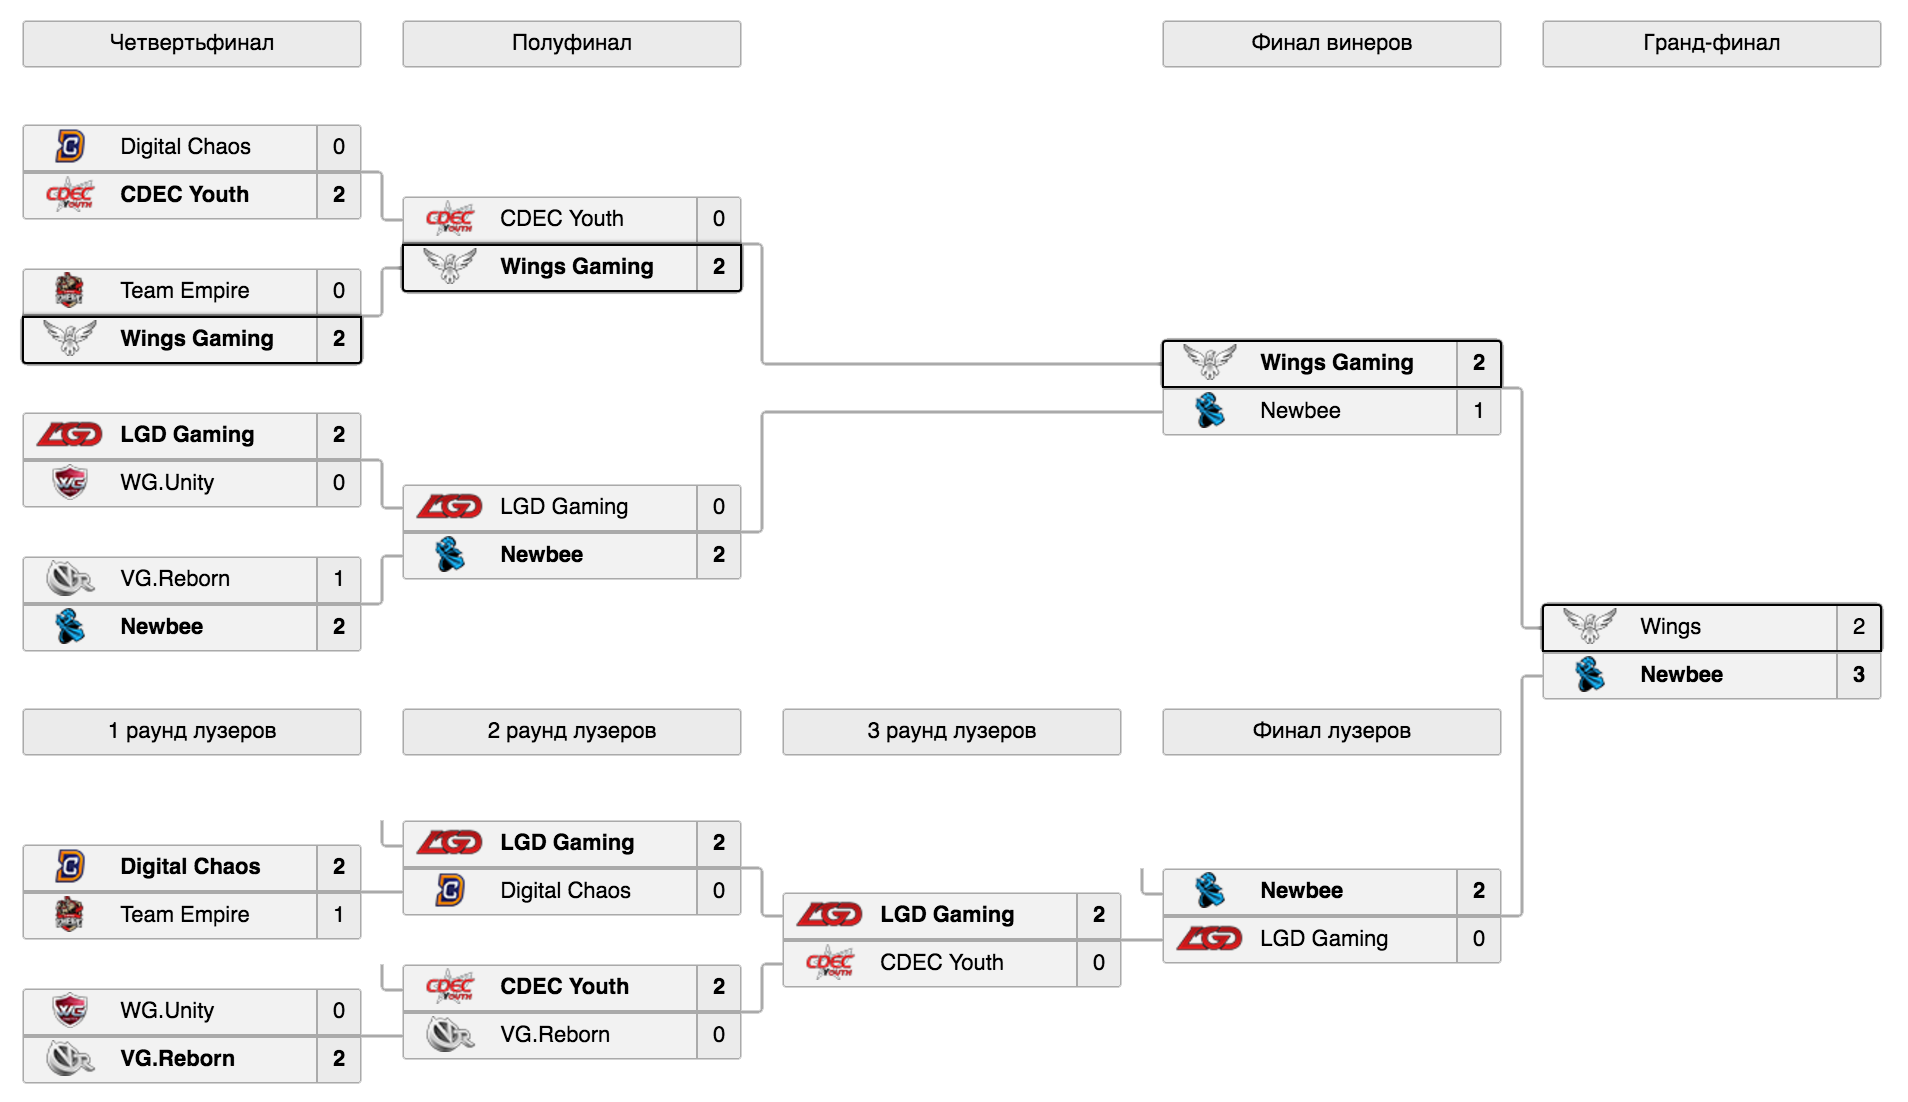 Четвертьфинал
Полуфинал
Финал винеров
Гранд-финал
Digital Chaos 0
CDEC Youth 2
Team Empire 0
Wings Gaming 2
LGD Gaming 2
WG.Unity 0
VG.Reborn 1
Newbee 2
CDEC Youth 0
Wings Gaming 2
LGD Gaming 0
Newbee 2
Wings Gaming 2
Newbee 1
Wings 2
Newbee 3
1 раунд лузеров
2 раунд лузеров
3 раунд лузеров
Финал лузеров
Digital Chaos 2
Team Empire 1
WG.Unity 0
VG.Reborn 2
LGD Gaming 2
Digital Chaos 0
CDEC Youth 2
VG.Reborn 0
LGD Gaming 2
CDEC Youth 0
Newbee 2
LGD Gaming 0